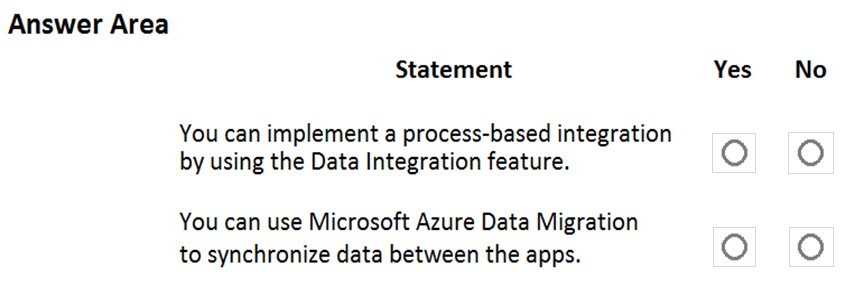 Answer Area
Statement Yes No
You can implement a process-based integration
by using the Data Integration feature.
You can use Microsoft Azure Data Migration
to synchronize data between the apps.